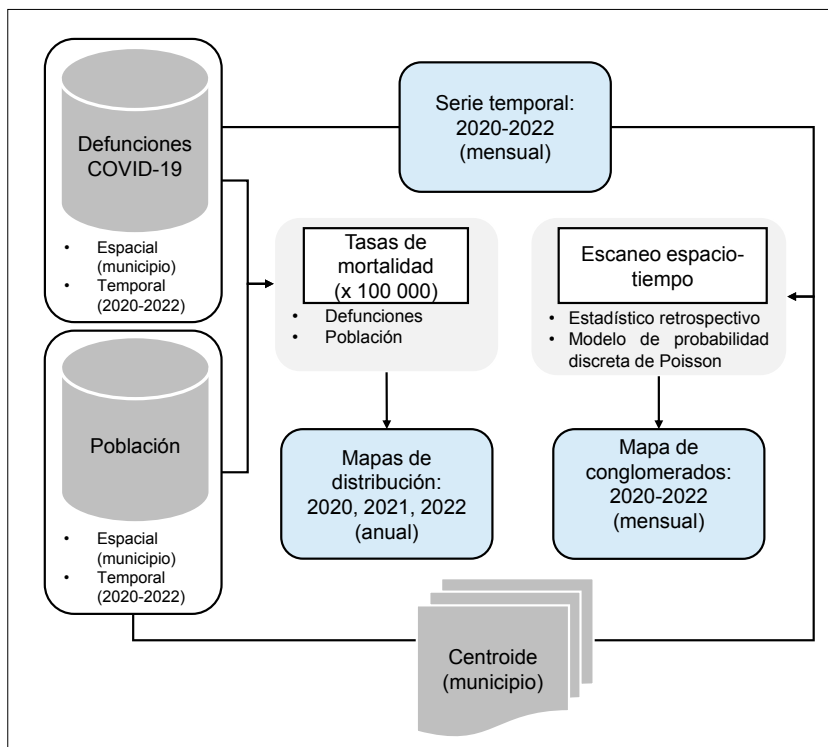 Defunciones
COVID-19
• Espacial
(municipio)
• Temporal
(2020-2022)
Serie temporal:
2020-2022
(mensual)
Tasas de
mortalidad
(x 100 000)
• Defunciones
• Población
Escaneo espacio-
tiempo
• Estadístico retrospectivo
• Modelo de probabilidad
discreta de Poisson
Población
• Espacial
(municipio)
• Temporal
(2020-2022)
Mapas de
distribución:
2020, 2021, 2022
(anual)
Mapa de
conglomerados:
2020-2022
(mensual)
Centroide
(municipio)